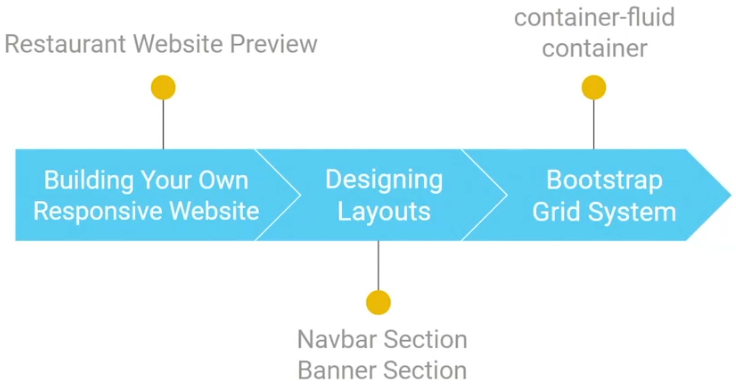 Restaurant Website Preview
container-fluid
container
Building Your Own
Responsive Website
Designing
Layouts
Bootstrap
Grid System
Navbar Section
Banner Section